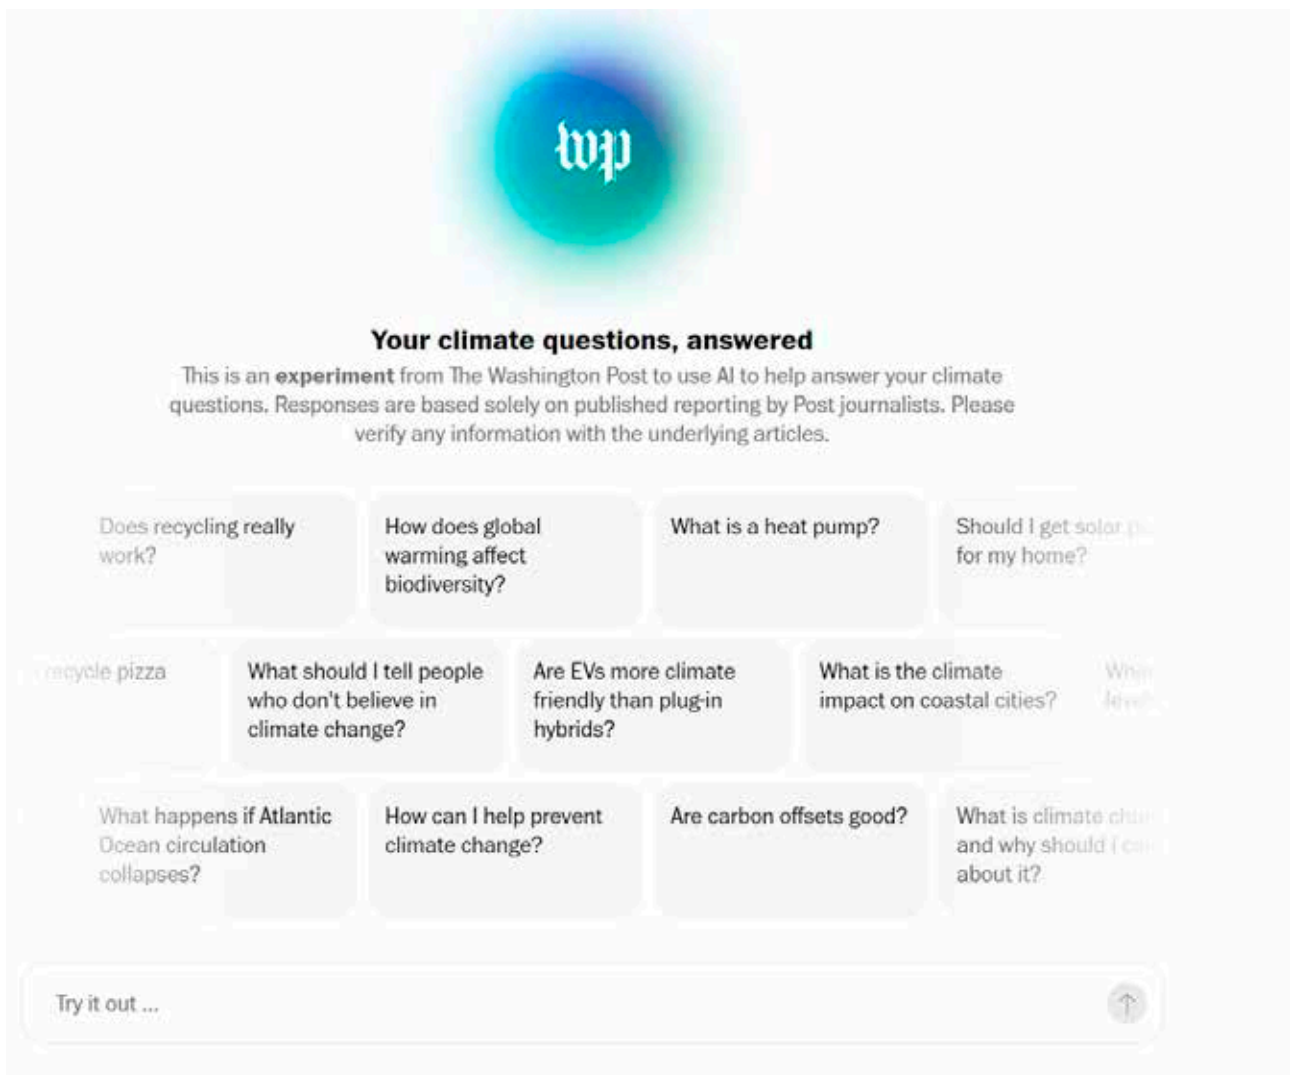 wp
Your climate questions, answered
This is an experiment from The Washington Post to use AI to help answer your climate
questions. Responses are based solely on published reporting by Post journalists. Please
verify any information with the underlying articles.
Does recycling really
work?
How does global
warming affect
biodiversity?
What is a heat pump?
Should I get solar
for my home?
recycle pizza
What should I tell people
who don't believe in
climate change?
Are EVs more climate
friendly than plug-in
hybrids?
What is the climate
impact on coastal cities?
What happens if Atlantic
Ocean circulation
collapses?
How can I help prevent
climate change?
Are carbon offsets good?
What is climate
and why should I
about it?
Try it out ...